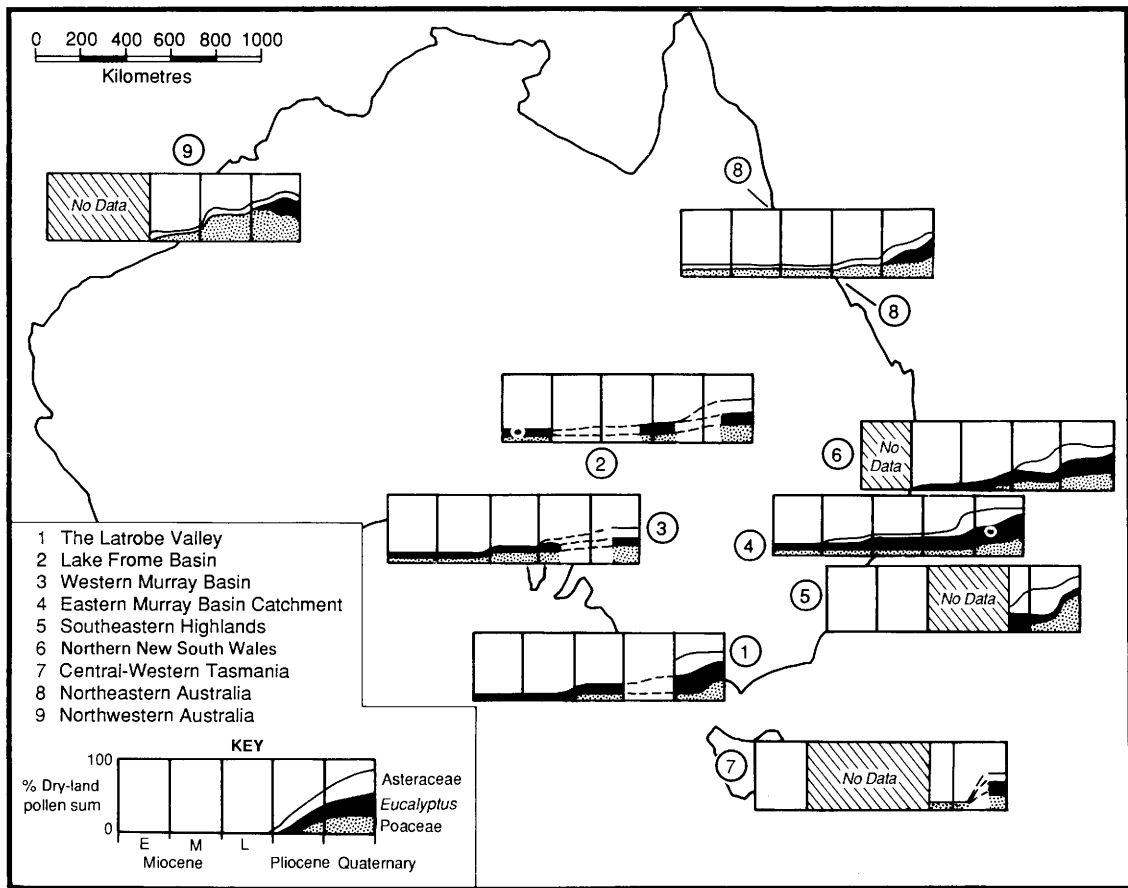 0 200 400 600 800 1000
Kilometres
9
No Data
8
8
2
6
No
Data
3
4
5
No Data
1
7
No Data
1 The Latrobe Valley
2 Lake Frome Basin
3 Western Murray Basin
4 Eastern Murray Basin Catchment
5 Southeastern Highlands
6 Northern New South Wales
7 Central-Western Tasmania
8 Northeastern Australia
9 Northwestern Australia
KEY
100
% Dry-land
pollen sum
0
Asteraceae
Eucalyptus
Poaceae
E M L
Miocene Pliocene Quaternary